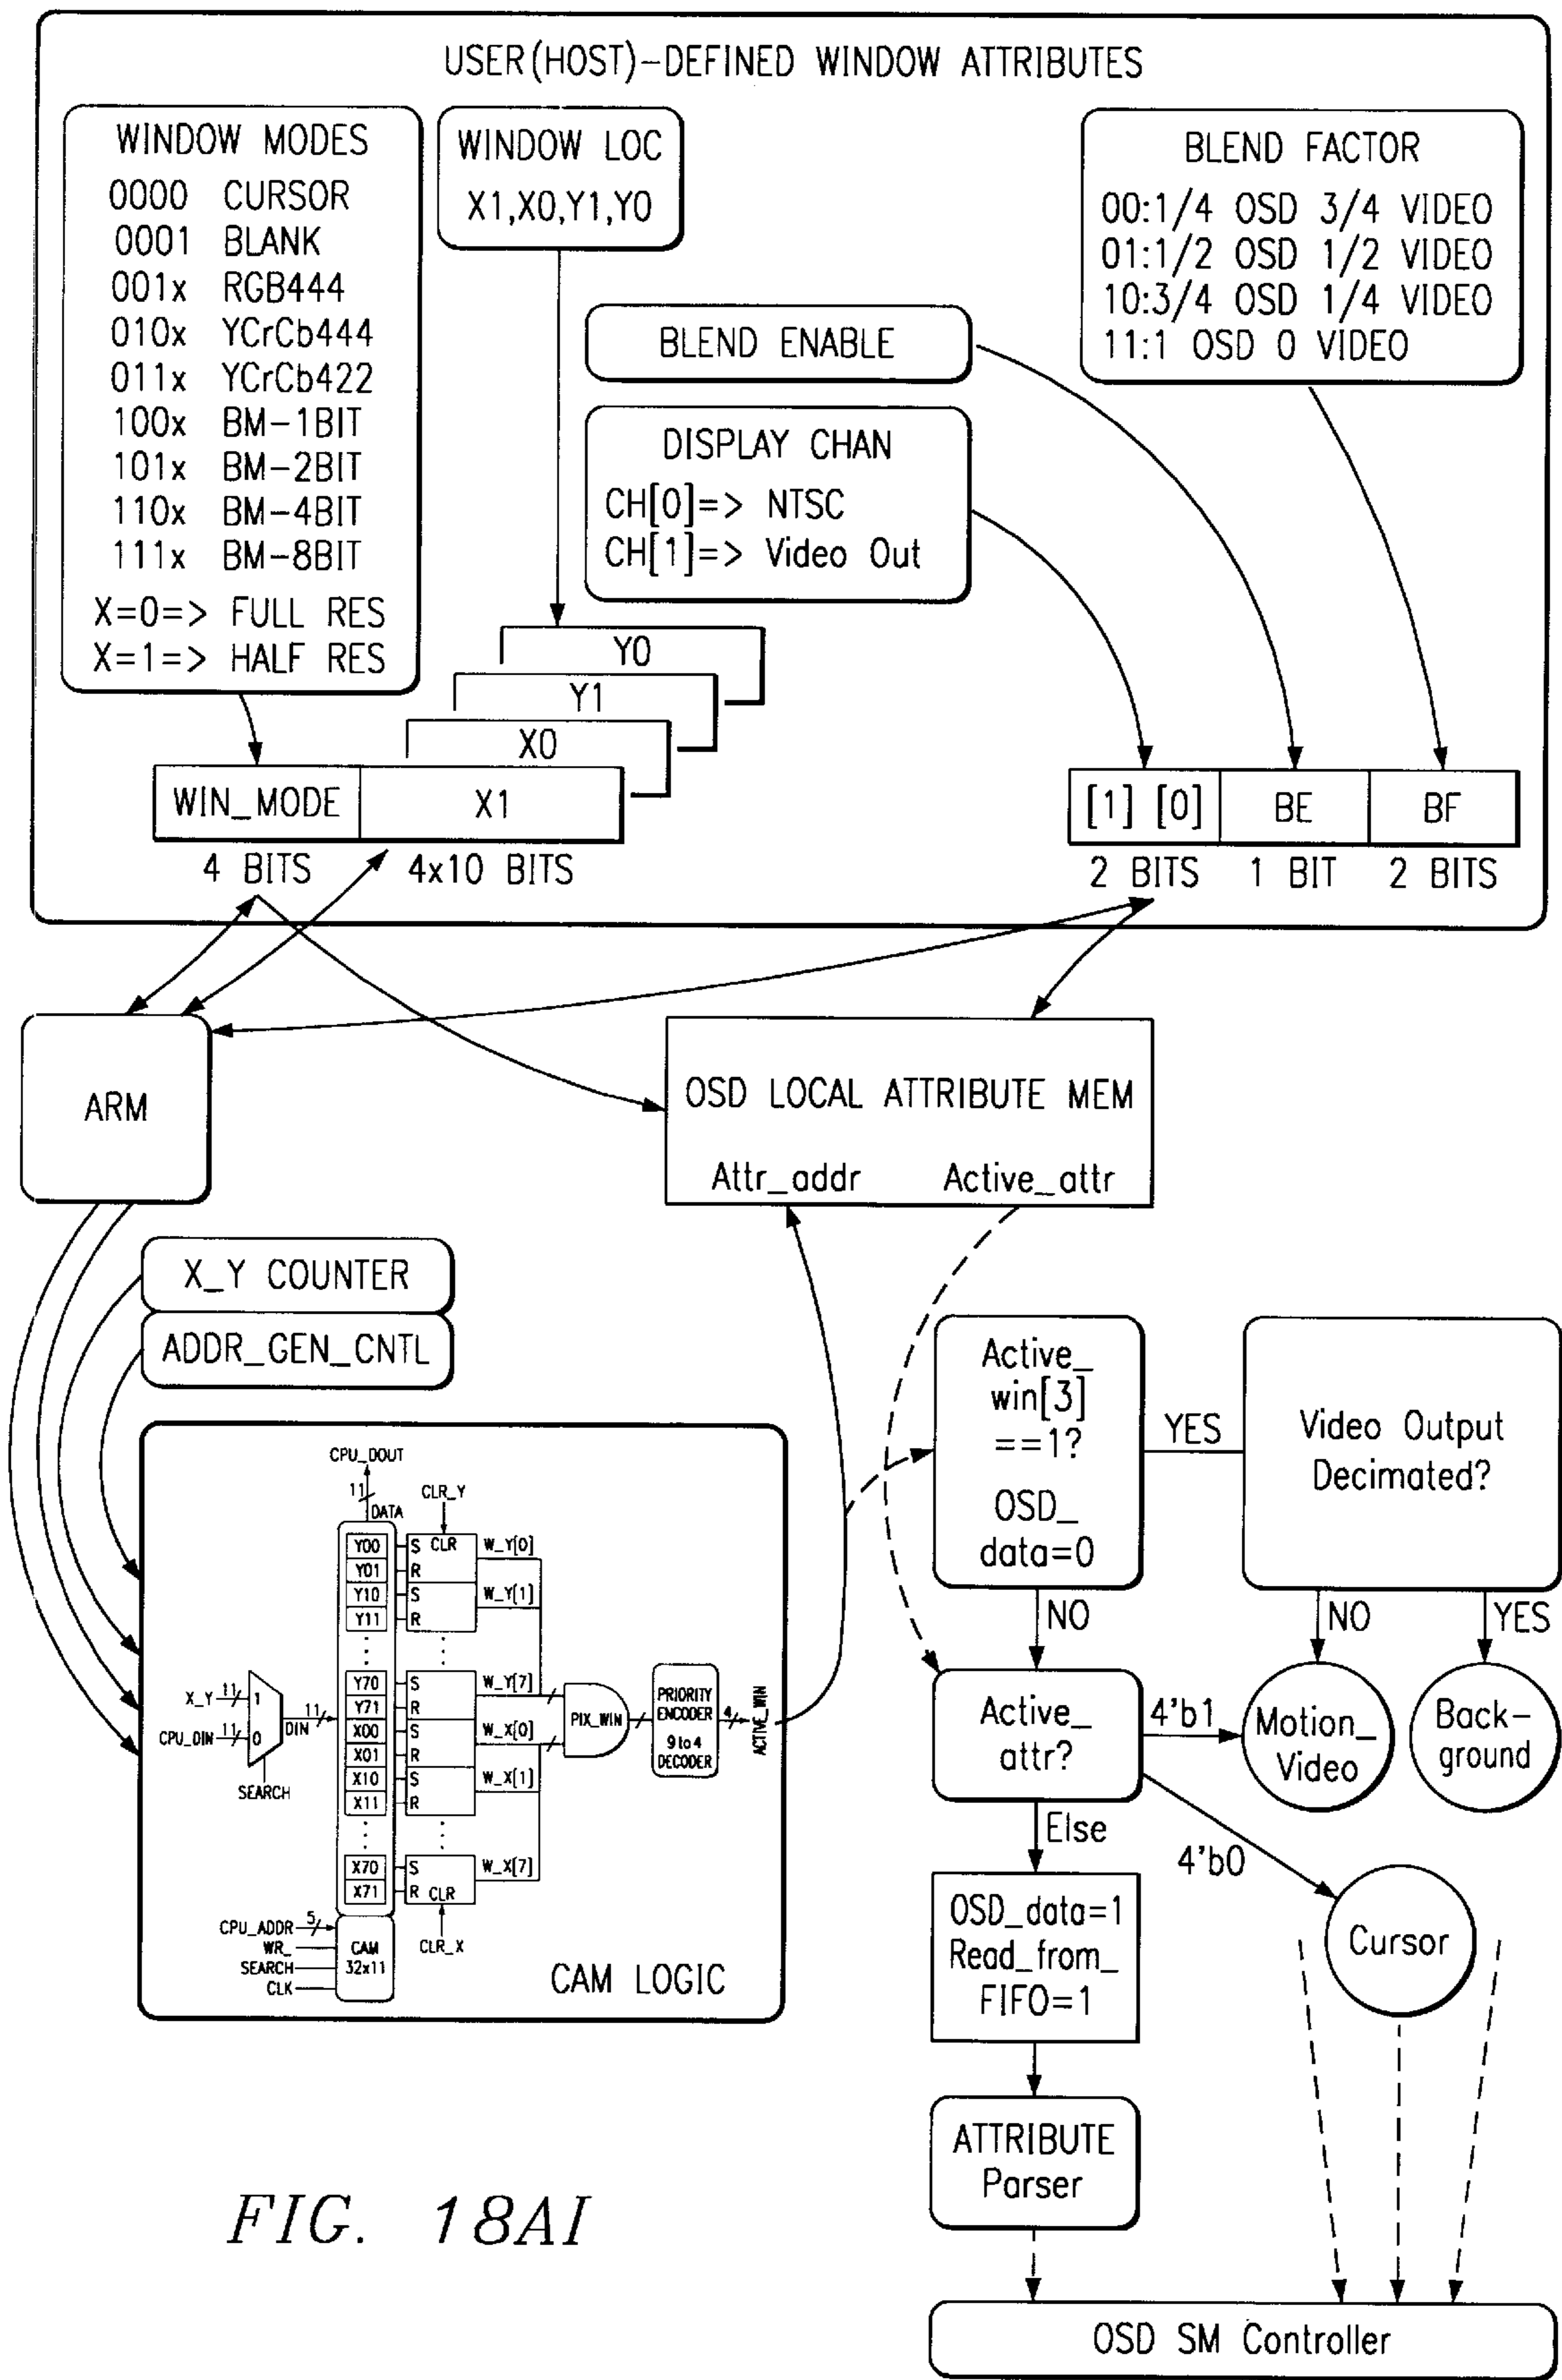 USER(HOST)-DEFINED WINDOW ATTRIBUTES
WINDOW MODES
0000 CURSOR
0001 BLANK
001x RGB444
010x YCrCb444
011x YCrCb422
100x BM-1BIT
101x BM-2BIT
110x BM-4BIT
111x BM-8BIT
X=0=> FULL RES
X=1=> HALF RES
WINDOW LOC
X1,X0,Y1,Y0
BLEND FACTOR
00:1/4 OSD 3/4 VIDEO
01:1/2 OSD 1/2 VIDEO
10:3/4 OSD 1/4 VIDEO
11:1 OSD 0 VIDEO
BLEND ENABLE
DISPLAY CHAN
CH[0]=> NTSC
CH[1]=> Video Out
Y0
Y1
X0
WIN_MODE
X1
[1] [0]
BE
BF
4 BITS
4x10 BITS
2 BITS
1 BIT
2 BITS
ARM
OSD LOCAL ATTRIBUTE MEM
Attr_addr
Active_attr
X_Y COUNTER
ADDR_GEN_CNTL
CPU_DOUT
11
DATA
CLR_Y
Y00
S
CLR
W_Y[0]
Y01
R
Y10
S
W_Y[1]
Y11
R
Y70
S
W_Y[7]
Y71
R
X00
S
W_X[0]
X01
R
X10
S
W_X[1]
X11
R
X70
S
W_X[7]
X71
R
CLR
CLR_X
X_Y
11
1
CPU_DIN
11
0
DIN
11
SEARCH
PIX_WIN
PRIORITY
ENCODER
9 to 4
DECODER
4
ACTIVE_WIN
CPU_ADDR
5
WR_
SEARCH
CLK
CAM
32x11
CAM LOGIC
Active_
win[3]
==1?
OSD_
data=0
YES
Video Output
Decimated?
NO
NO
YES
Active_
attr?
4'b1
Motion_
Video
Back-
ground
Else
4'b0
Cursor
OSD_data=1
Read_from_
FIFO=1
ATTRIBUTE
Parser
OSD SM Controller
FIG. 18AI